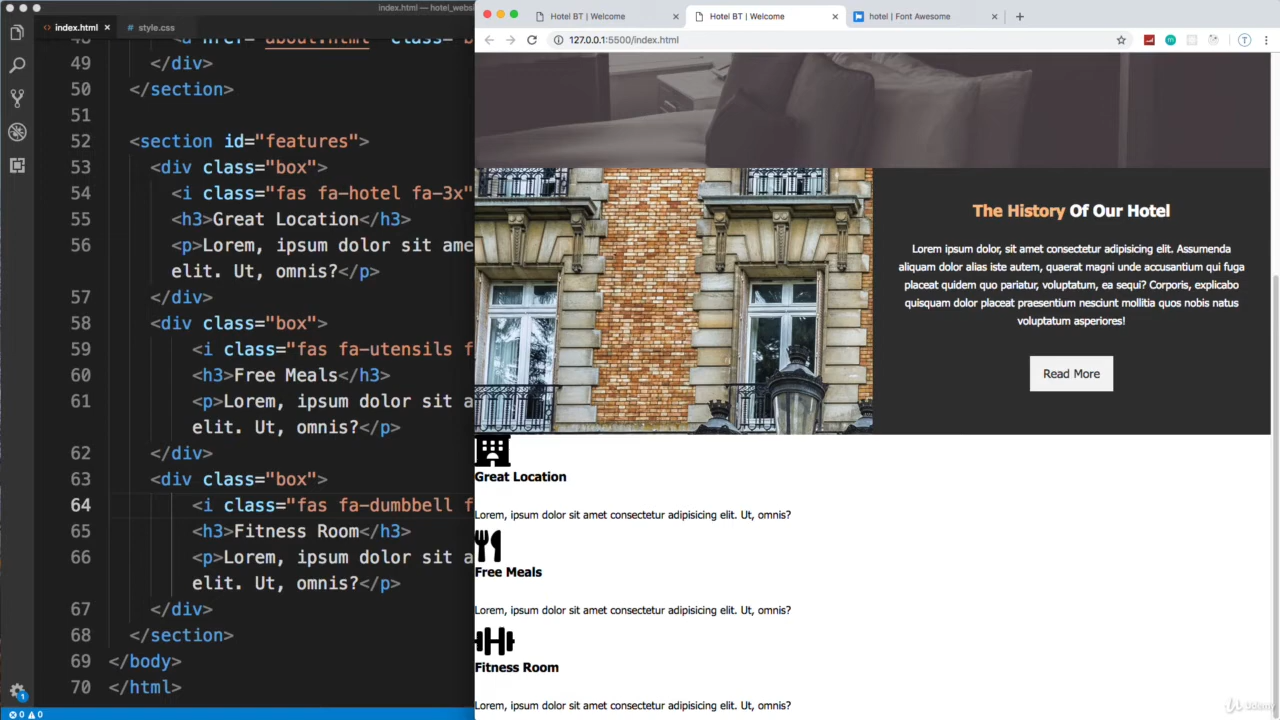 index.html — hotel_websi
index.html × # style.css
48 <a href="about.html" class="b
49 </div>
50 </section>
51
52 <section id="features">
53 <div class="box">
54 <i class="fas fa-hotel fa-3x"
55 <h3>Great Location</h3>
56 <p>Lorem, ipsum dolor sit ame
elit. Ut, omnis?</p>
57 </div>
58 <div class="box">
59 <i class="fas fa-utensils f
60 <h3>Free Meals</h3>
61 <p>Lorem, ipsum dolor sit a
elit. Ut, omnis?</p>
62 </div>
63 <div class="box">
64 <i class="fas fa-dumbbell f
65 <h3>Fitness Room</h3>
66 <p>Lorem, ipsum dolor sit a
elit. Ut, omnis?</p>
67 </div>
68 </section>
69 </body>
70 </html>
1
0 0
Hotel BT | Welcome
Hotel BT | Welcome
hotel | Font Awesome
127.0.0.1:5500/index.html
T
The History Of Our Hotel
Lorem ipsum dolor, sit amet consectetur adipisicing elit. Assumenda
aliquam dolor alias iste autem, quaerat magni unde accusantium qui fuga
placeat quidem quo pariatur, voluptatum, ea sequi? Corporis, explicabo
quisquam dolor placeat praesentium nesciunt mollitia quos nobis natus
voluptatum asperiores!
Read More
Great Location
Lorem, ipsum dolor sit amet consectetur adipisicing elit. Ut, omnis?
Free Meals
Lorem, ipsum dolor sit amet consectetur adipisicing elit. Ut, omnis?
Fitness Room
Lorem, ipsum dolor sit amet consectetur adipisicing elit. Ut, omnis?
Udemy